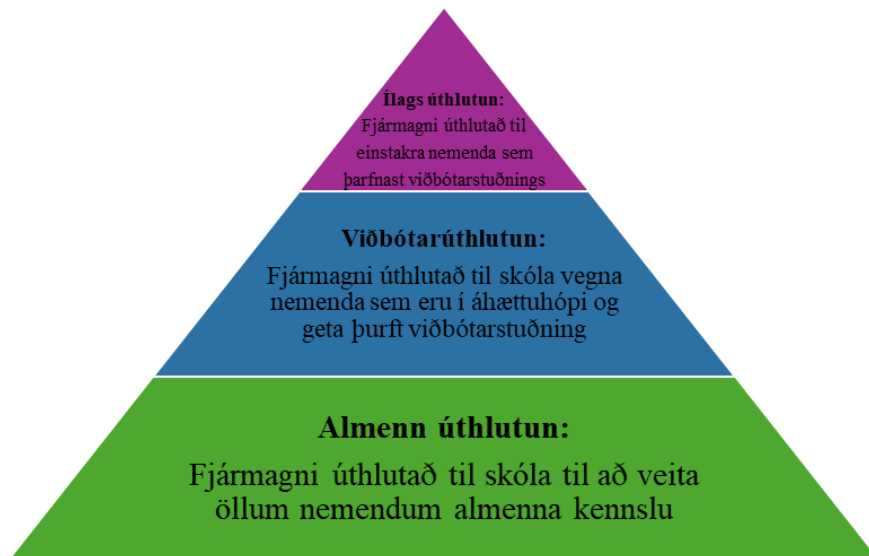 Ílags úthlutun:
Fjármagni úthlutað til
einstakra nemenda sem
þarfnast viðbótarstuðnings
Viðbótarúthlutun:
Fjármagni úthlutað til skóla vegna
nemenda sem eru í áhættuhópi og
geta þurft viðbótarstuðning
Almenn úthlutun:
Fjármagni úthlutað til skóla til að veita
öllum nemendum almenna kennslu